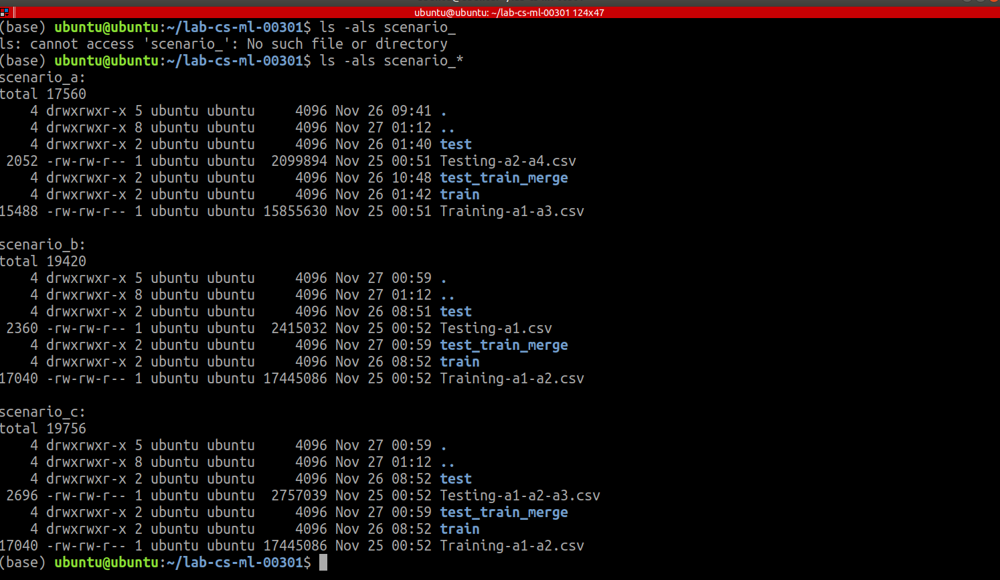 ubuntu@ubuntu: ~/lab-cs-ml-00301 124x47
(base) ubuntu@ubuntu:~/lab-cs-ml-00301$ ls -als scenario_
ls: cannot access 'scenario_': No such file or directory
(base) ubuntu@ubuntu:~/lab-cs-ml-00301$ ls -als scenario_*
scenario_a:
total 17560
    4 drwxrwxr-x 5 ubuntu ubuntu     4096 Nov 26 09:41 .
    4 drwxrwxr-x 8 ubuntu ubuntu     4096 Nov 27 01:12 ..
    4 drwxrwxr-x 2 ubuntu ubuntu     4096 Nov 26 01:40 test
 2052 -rw-rw-r-- 1 ubuntu ubuntu  2099894 Nov 25 00:51 Testing-a2-a4.csv
    4 drwxrwxr-x 2 ubuntu ubuntu     4096 Nov 26 10:48 test_train_merge
    4 drwxrwxr-x 2 ubuntu ubuntu     4096 Nov 26 01:42 train
15488 -rw-rw-r-- 1 ubuntu ubuntu 15855630 Nov 25 00:51 Training-a1-a3.csv
scenario_b:
total 19420
    4 drwxrwxr-x 5 ubuntu ubuntu     4096 Nov 27 00:59 .
    4 drwxrwxr-x 8 ubuntu ubuntu     4096 Nov 27 01:12 ..
    4 drwxrwxr-x 2 ubuntu ubuntu     4096 Nov 26 08:51 test
 2360 -rw-rw-r-- 1 ubuntu ubuntu  2415032 Nov 25 00:52 Testing-a1.csv
    4 drwxrwxr-x 2 ubuntu ubuntu     4096 Nov 27 00:59 test_train_merge
    4 drwxrwxr-x 2 ubuntu ubuntu     4096 Nov 26 08:52 train
17040 -rw-rw-r-- 1 ubuntu ubuntu 17445086 Nov 25 00:52 Training-a1-a2.csv
scenario_c:
total 19756
    4 drwxrwxr-x 5 ubuntu ubuntu     4096 Nov 27 00:59 .
    4 drwxrwxr-x 8 ubuntu ubuntu     4096 Nov 27 01:12 ..
    4 drwxrwxr-x 2 ubuntu ubuntu     4096 Nov 26 08:52 test
 2696 -rw-rw-r-- 1 ubuntu ubuntu  2757039 Nov 25 00:52 Testing-a1-a2-a3.csv
    4 drwxrwxr-x 2 ubuntu ubuntu     4096 Nov 27 00:59 test_train_merge
    4 drwxrwxr-x 2 ubuntu ubuntu     4096 Nov 26 08:52 train
17040 -rw-rw-r-- 1 ubuntu ubuntu 17445086 Nov 25 00:52 Training-a1-a2.csv
(base) ubuntu@ubuntu:~/lab-cs-ml-00301$